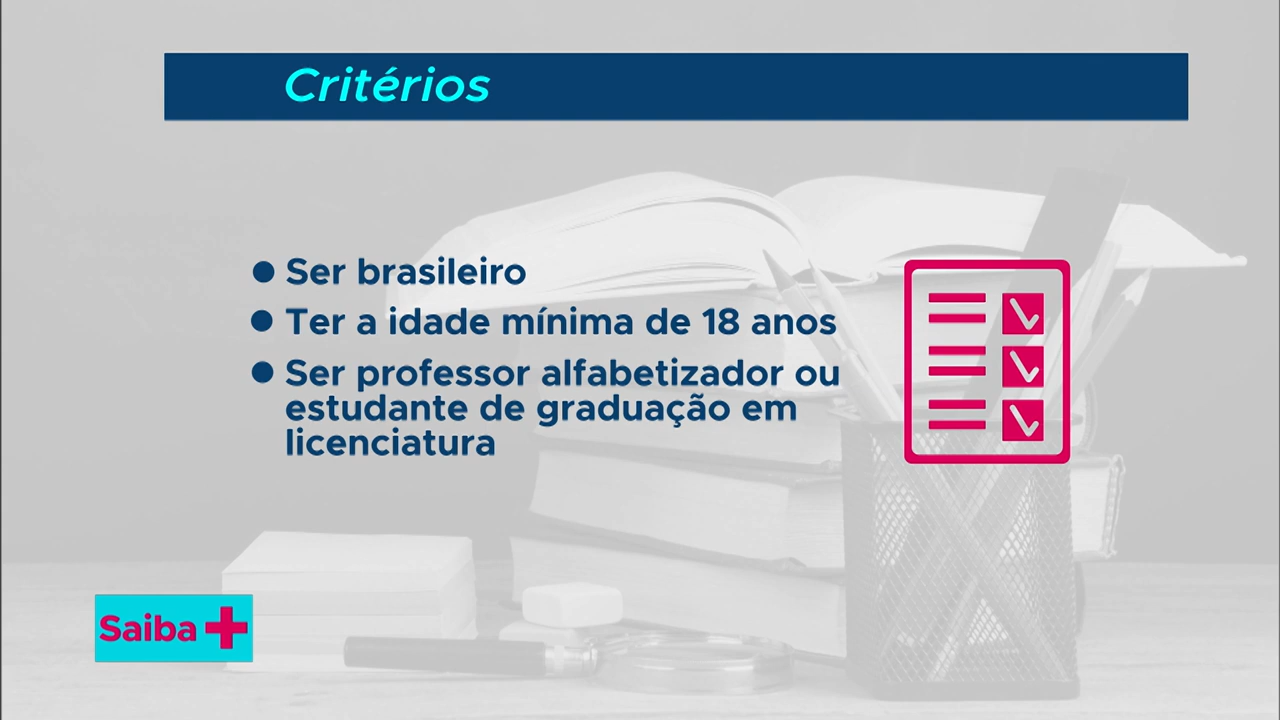 Critérios
● Ser brasileiro
● Ter a idade mínima de 18 anos
● Ser professor alfabetizador ou
estudante de graduação em
licenciatura
Saiba +